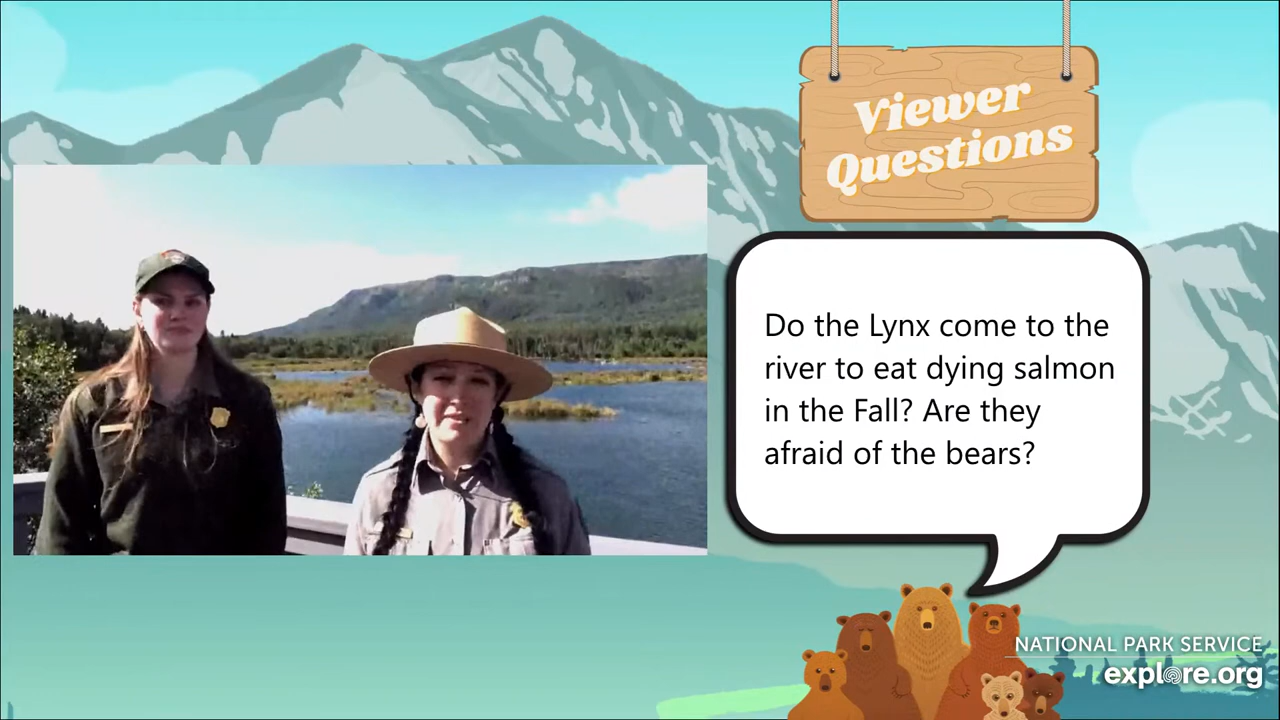 Viewer
Questions
Do the Lynx come to the
river to eat dying salmon
in the Fall? Are they
afraid of the bears?
NATIONAL PARK SERVICE
explore.org